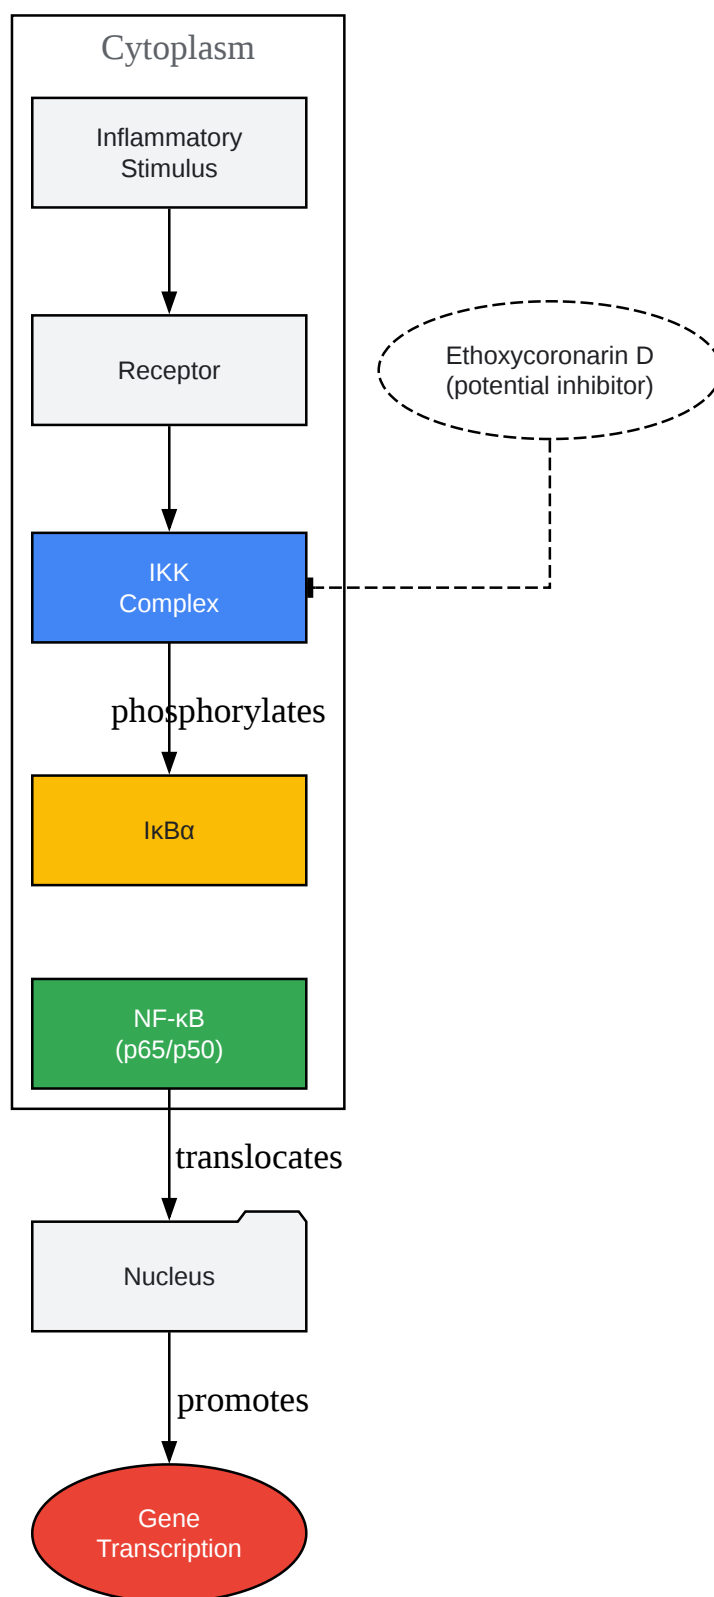 Cytoplasm
Inflammatory
Stimulus
Receptor
Ethoxycoronarin D
(potential inhibitor)
IKK
Complex
phosphorylates
IκBα
NF-κB
(p65/p50)
translocates
Nucleus
promotes
Gene
Transcription